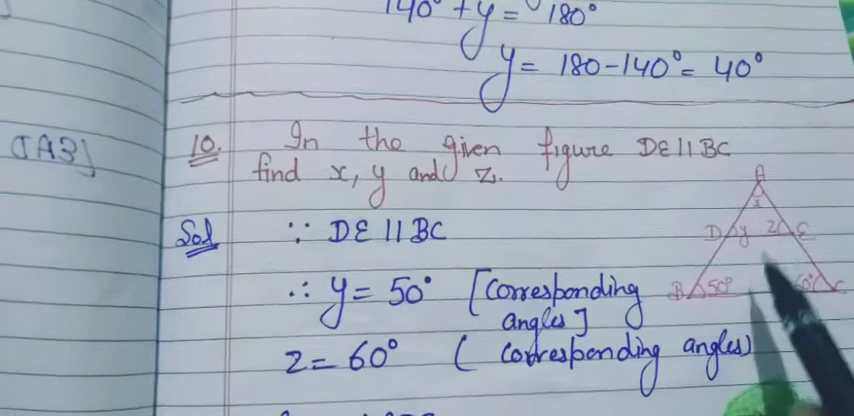 140° + y = 180°
y = 180 - 140° = 40°
[AB]
10. In the given figure DE || BC
find x, y and z.
A
x
D y z E
B 50° 60° C
Sol ∵ DE || BC
∴ y = 50° [Corresponding
angles]
z = 60° ( Corresponding angles)